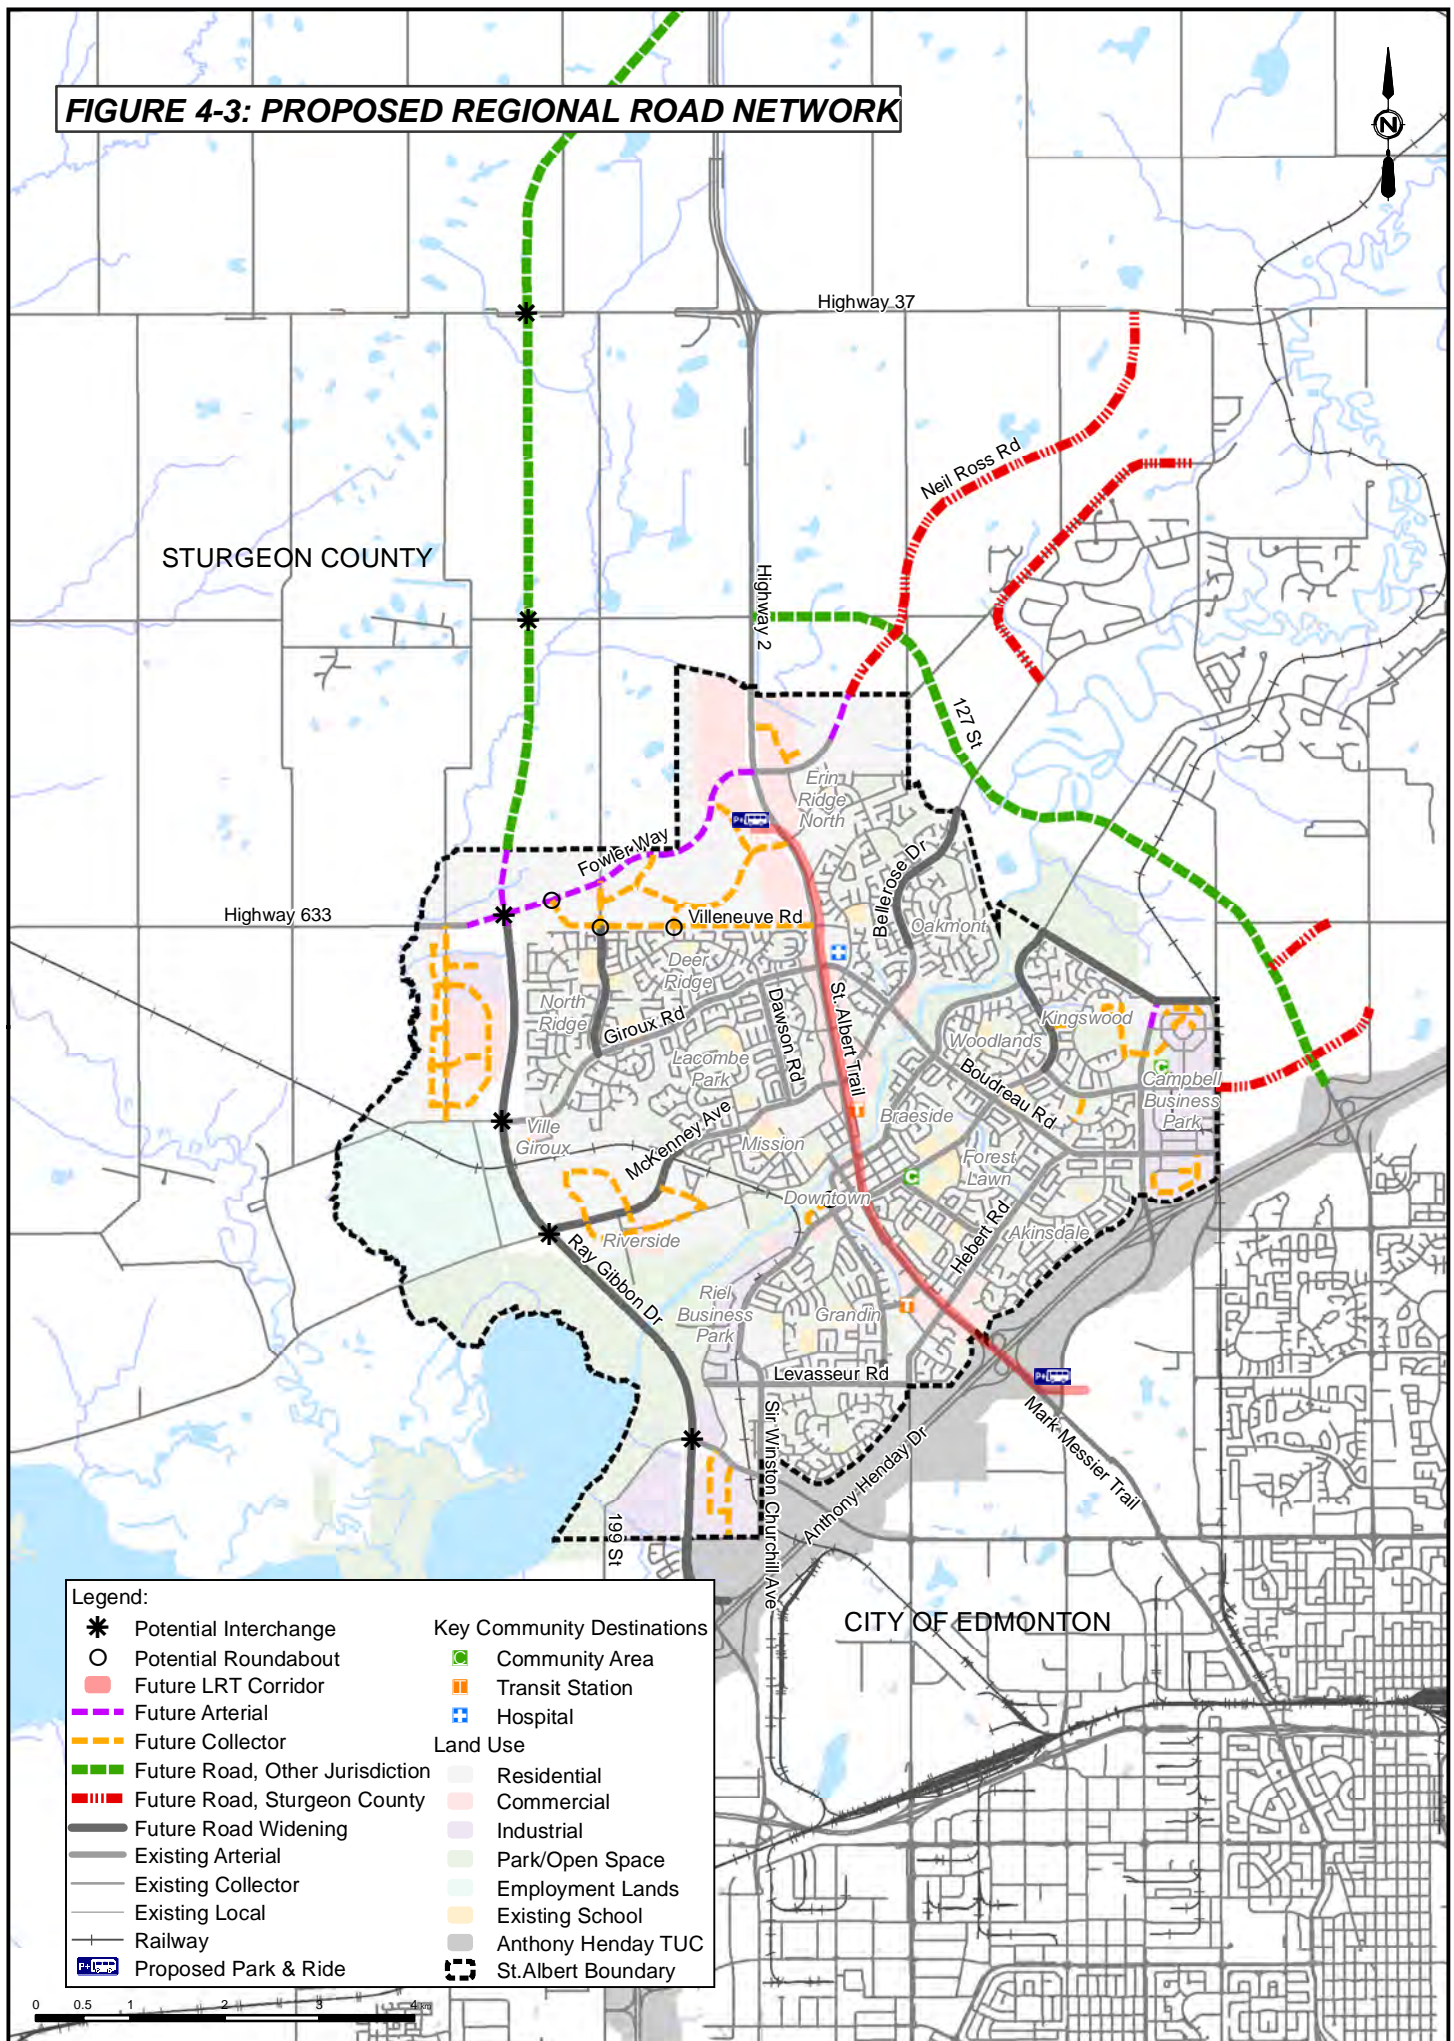 FIGURE 4-3: PROPOSED REGIONAL ROAD NETWORK
N
Highway 37
Neil Ross Rd
STURGEON COUNTY
Highway 2
127 St
Erin
Ridge
North
P+
Fowler Way
Bellerose Dr
Highway 633
Villeneuve Rd
Oakmont
Deer
Ridge
North
Ridge
Giroux Rd
Dawson Rd
St. Albert Trail
Kingswood
Woodlands
Lacombe
Park
Boudreau Rd
C
Campbell
Business
Park
Ville
Giroux
McKenney Ave
Mission
Braeside
Forest
Lawn
C
Downtown
Hebert Rd
Akinsdale
Riverside
Ray Gibbon Dr
Riel
Business
Park
Grandin
Levasseur Rd
P+
Mark Messier Trail
Sir Winston Churchill Ave
Anthony Henday Dr
199 St
CITY OF EDMONTON
Legend:
Potential Interchange
Potential Roundabout
Future LRT Corridor
Future Arterial
Future Collector
Future Road, Other Jurisdiction
Future Road, Sturgeon County
Future Road Widening
Existing Arterial
Existing Collector
Existing Local
Railway
P+ Proposed Park & Ride
Key Community Destinations
C Community Area
Transit Station
Hospital
Land Use
Residential
Commercial
Industrial
Park/Open Space
Employment Lands
Existing School
Anthony Henday TUC
St.Albert Boundary
0 0.5 1 2 3 4 km